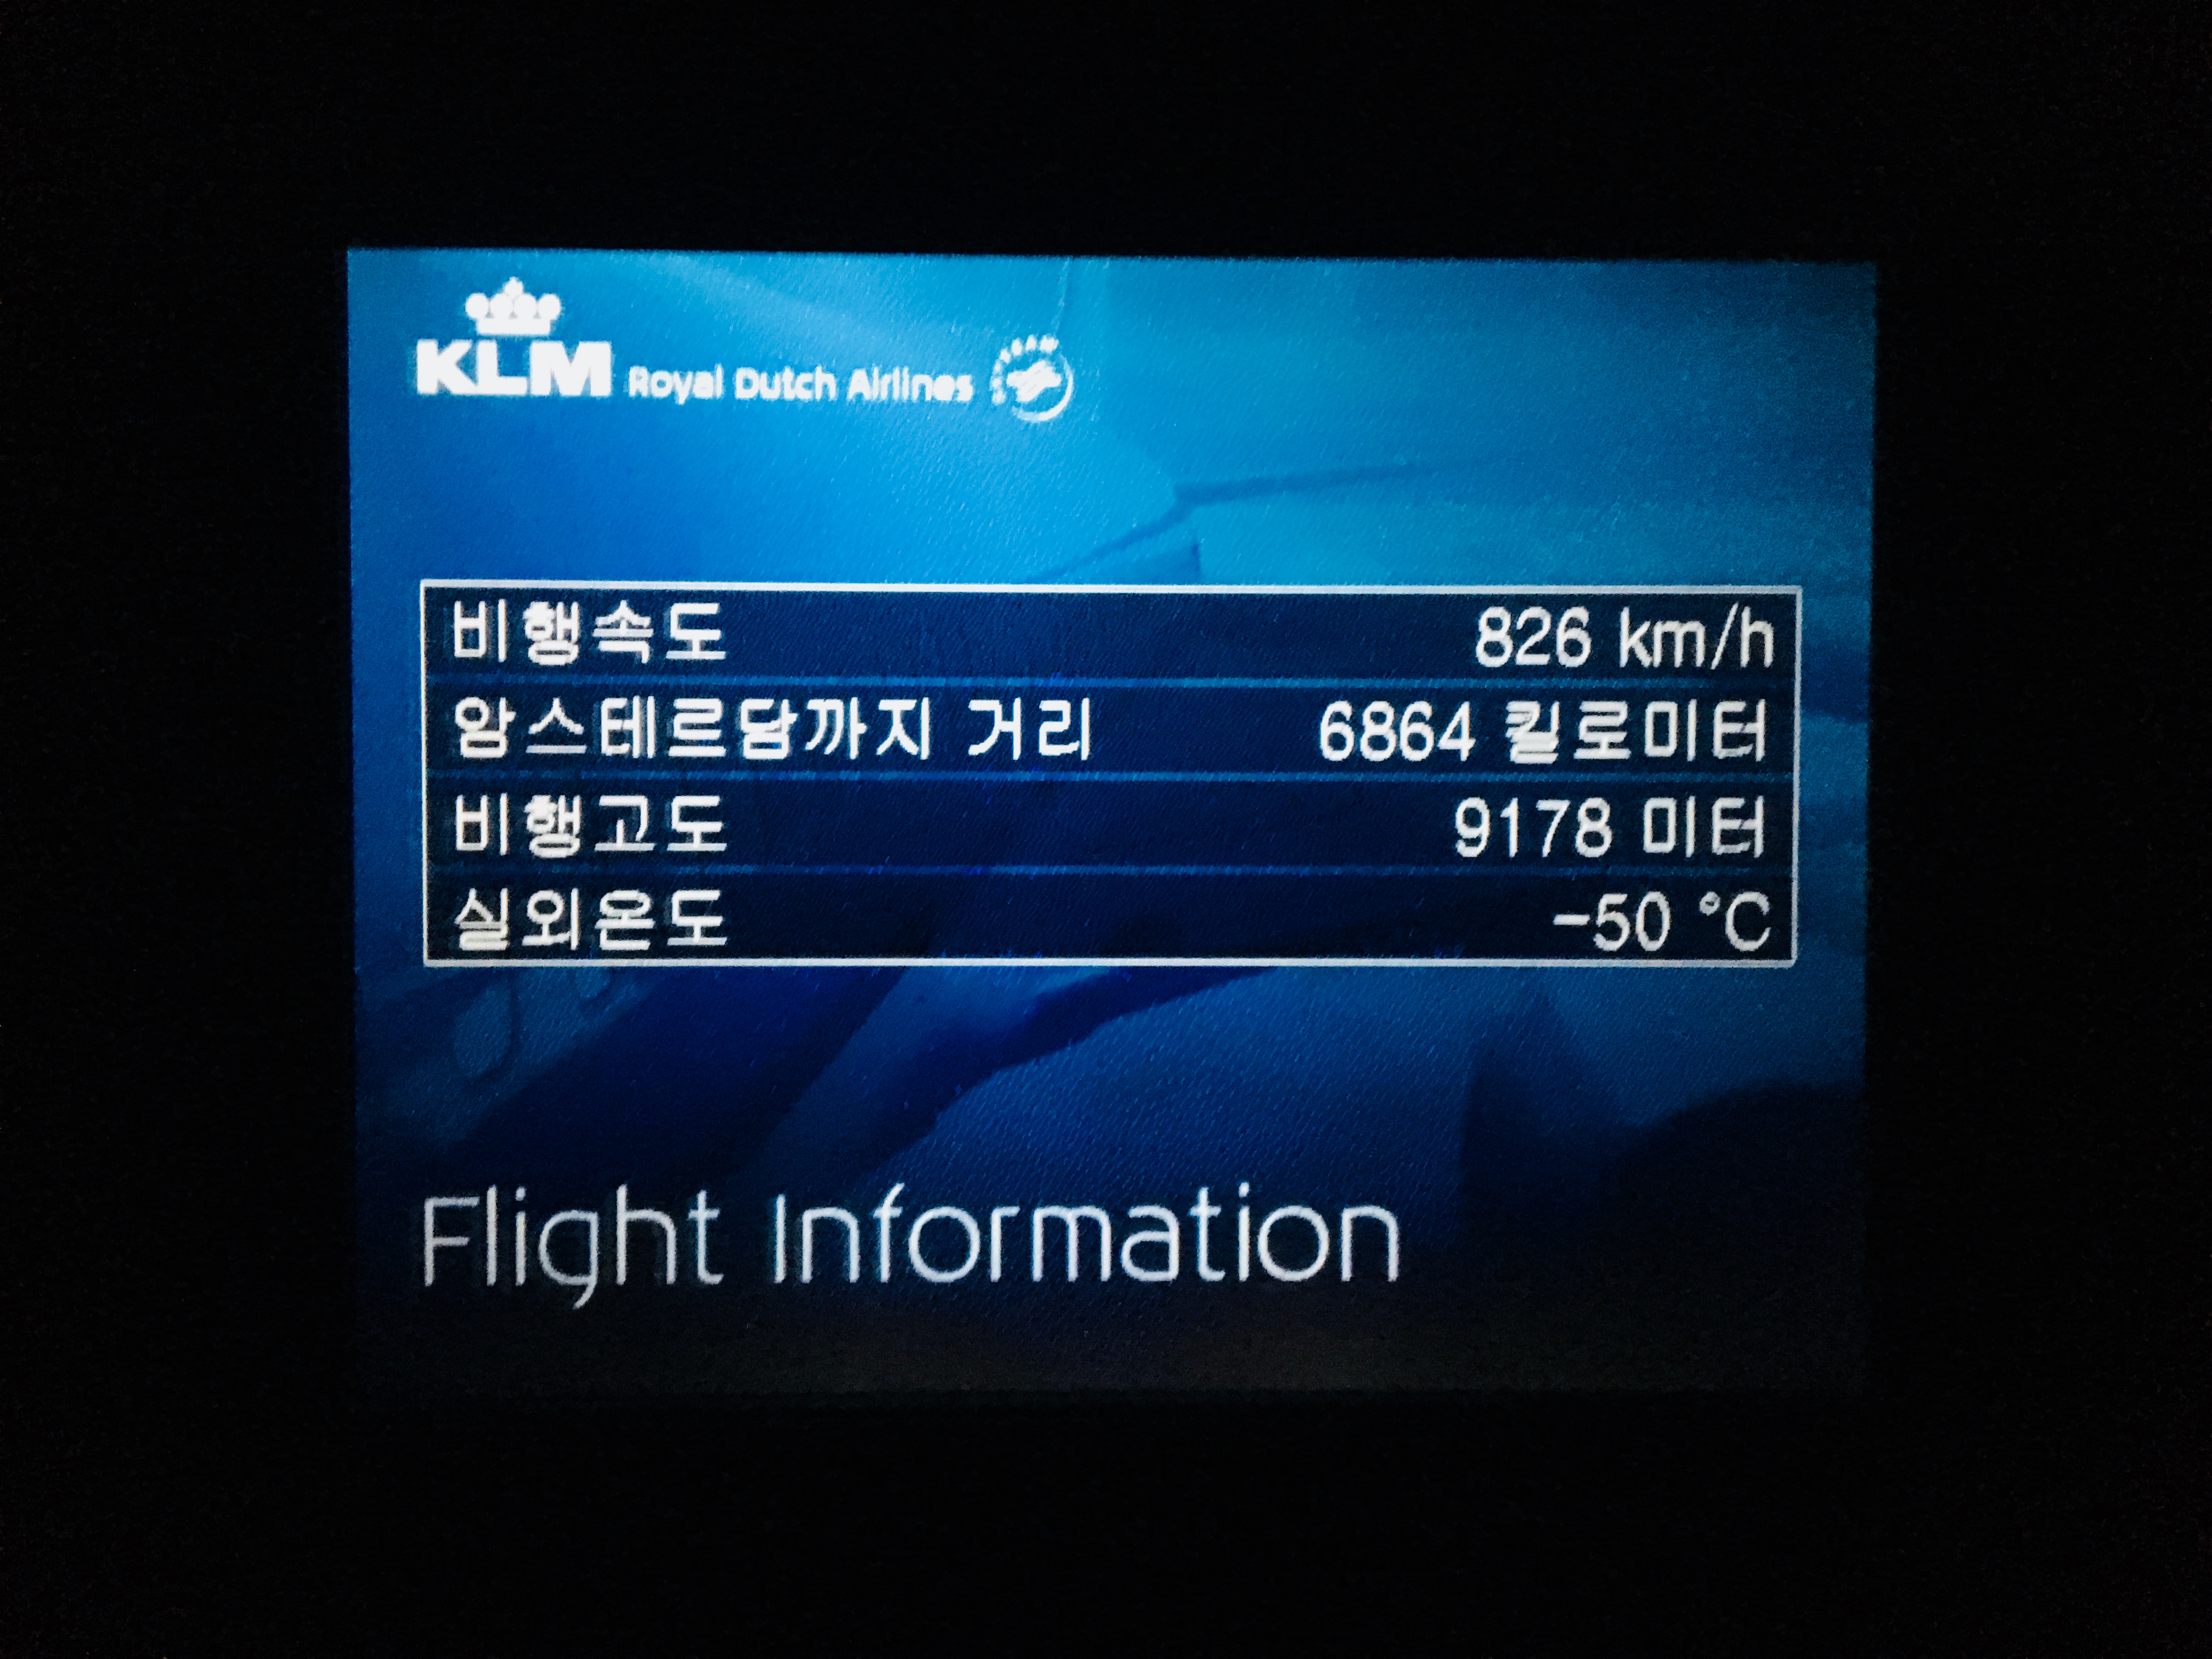 KLM Royal Dutch Airlines
비행속도 826 km/h
암스테르담까지 거리 6864 킬로미터
비행고도 9178 미터
실외온도 -50 °C
Flight Information